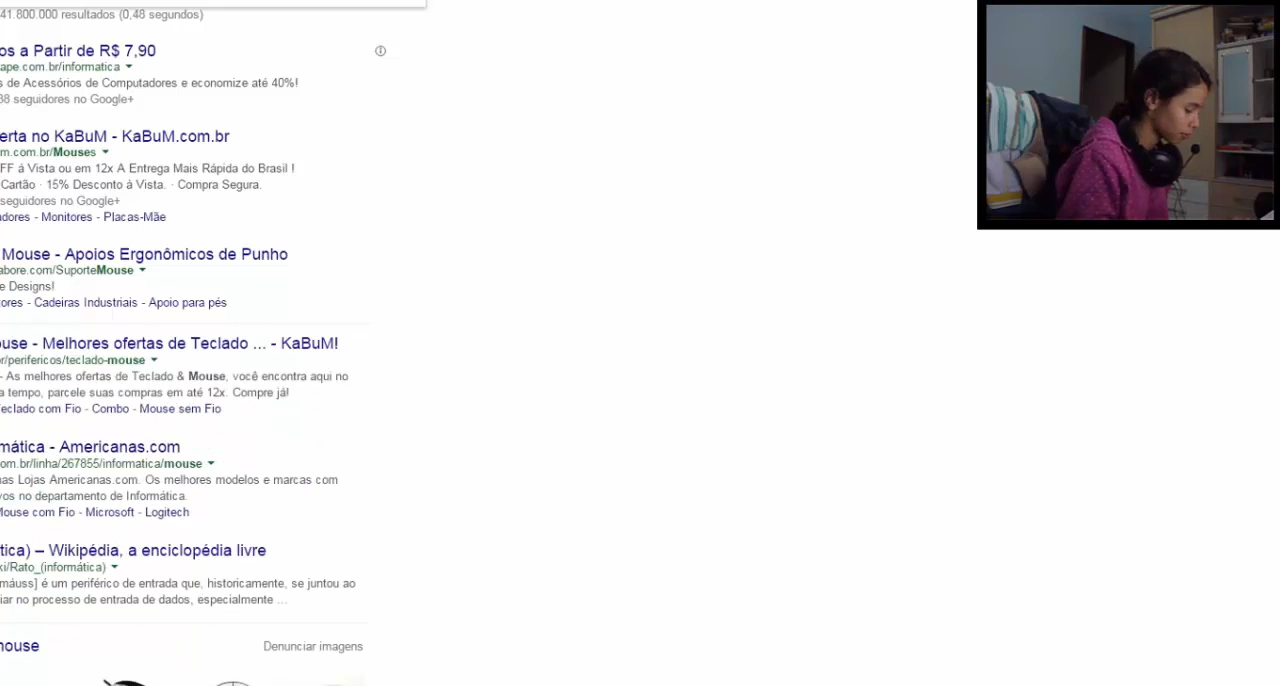 41.800.000 resultados (0,48 segundos)
os a Partir de R$ 7,90
ape.com.br/informatica
s de Acessórios de Computadores e economize até 40%!
38 seguidores no Google+
erta no KaBuM - KaBuM.com.br
m.com.br/Mouses
FF á Vista ou em 12x A Entrega Mais Rápida do Brasil !
Cartão · 15% Desconto á Vista. · Compra Segura.
seguidores no Google+
adores - Monitores - Placas-Mãe
Mouse - Apoios Ergonômicos de Punho
abore.com/SuporteMouse
e Designs!
tores - Cadeiras Industriais - Apoio para pés
ouse - Melhores ofertas de Teclado ... - KaBuM!
r/perifericos/teclado-mouse
- As melhores ofertas de Teclado & Mouse, você encontra aqui no
a tempo, parcele suas compras em até 12x. Compre já!
Teclado com Fio - Combo - Mouse sem Fio
mática - Americanas.com
om.br/linha/267855/informatica/mouse
nas Lojas Americanas.com. Os melhores modelos e marcas com
vos no departamento de Informática.
Mouse com Fio - Microsoft - Logitech
tica) – Wikipédia, a enciclopédia livre
ki/Rato_(informática)
máuss] é um periférico de entrada que, historicamente, se juntou ao
iar no processo de entrada de dados, especialmente ...
mouse
Denunciar imagens